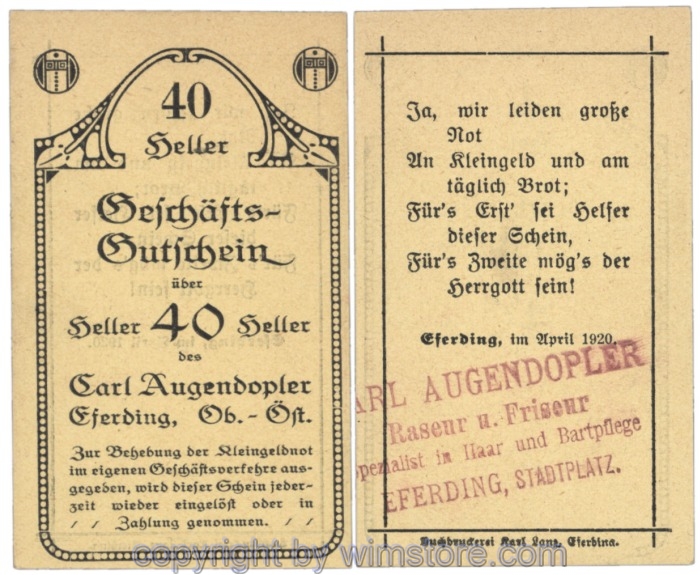 40
Heller
Geschäfts-
Gutschein
über
Heller 40 Heller
des
Carl Augendopler
Eferding, Ob.-Öst.
Zur Behebung der Kleingeldnot
im eigenen Geschäftsverkehre aus-
gegeben, wird dieser Schein jeder-
zeit wieder eingelöst oder in
/ / Zahlung genommen. / /
Ja, wir leiden große
Not
An Kleingeld und am
täglich Brot;
Für's Erst' sei Helfer
dieser Schein,
Für's Zweite mög's der
Herrgott sein!
Eferding, im April 1920.
ARL AUGENDOPLER
Raseur u. Friseur
pezialist in Haar und Bartpflege
EFERDING, STADTPLATZ.
Buchdruckerei Karl Lanz, Eferding.
copyright by wimstore.com